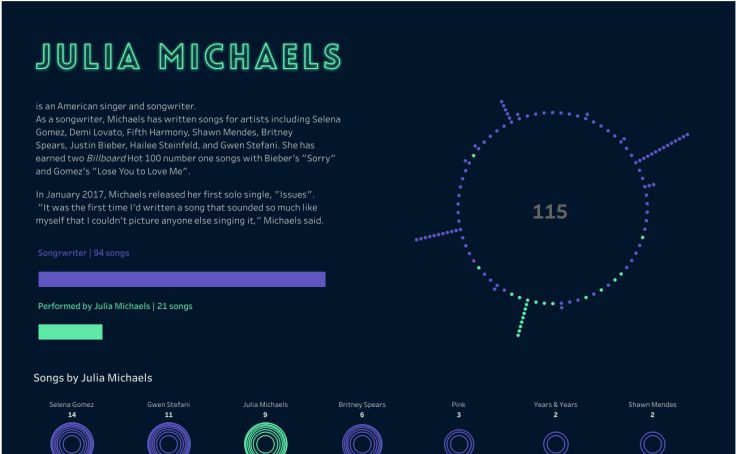 JULIA MICHAELS
is an American singer and songwriter.
As a songwriter, Michaels has written songs for artists including Selena
Gomez, Demi Lovato, Fifth Harmony, Shawn Mendes, Britney
Spears, Justin Bieber, Hailee Steinfeld, and Gwen Stefani. She has
earned two Billboard Hot 100 number one songs with Bieber's "Sorry"
and Gomez's "Lose You to Love Me".
In January 2017, Michaels released her first solo single, "Issues".
"It was the first time I'd written a song that sounded so much like
myself that I couldn't picture anyone else singing it," Michaels said.
115
Songrwriter | 94 songs
Performed by Julia Michaels | 21 songs
Songs by Julia Michaels
Selena Gomez Gwen Stefani Julia Michaels Britney Spears Pink Years & Years Shawn Mendes
14 11 9 6 3 2 2